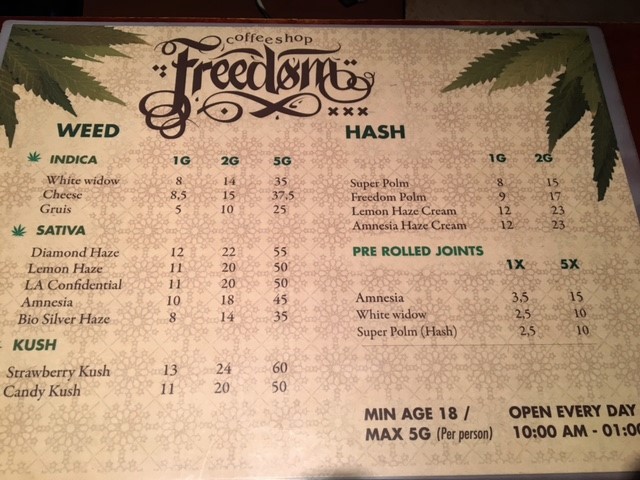 coffeeshop
Freedom
xxx
WEED
INDICA 1G 2G 5G
White widow 8 14 35
Cheese 8,5 15 37,5
Gruis 5 10 25
SATIVA
Diamond Haze 12 22 55
Lemon Haze 11 20 50
LA Confidential 11 20 50
Amnesia 10 18 45
Bio Silver Haze 8 14 35
KUSH
Strawberry Kush 13 24 60
Candy Kush 11 20 50
HASH
1G 2G
Super Polm 8 15
Freedom Polm 9 17
Lemon Haze Cream 12 23
Amnesia Haze Cream 12 23
PRE ROLLED JOINTS
1X 5X
Amnesia 3,5 15
White widow 2,5 10
Super Polm (Hash) 2,5 10
MIN AGE 18 /
MAX 5G (Per person)
OPEN EVERY DAY
10:00 AM - 01:00